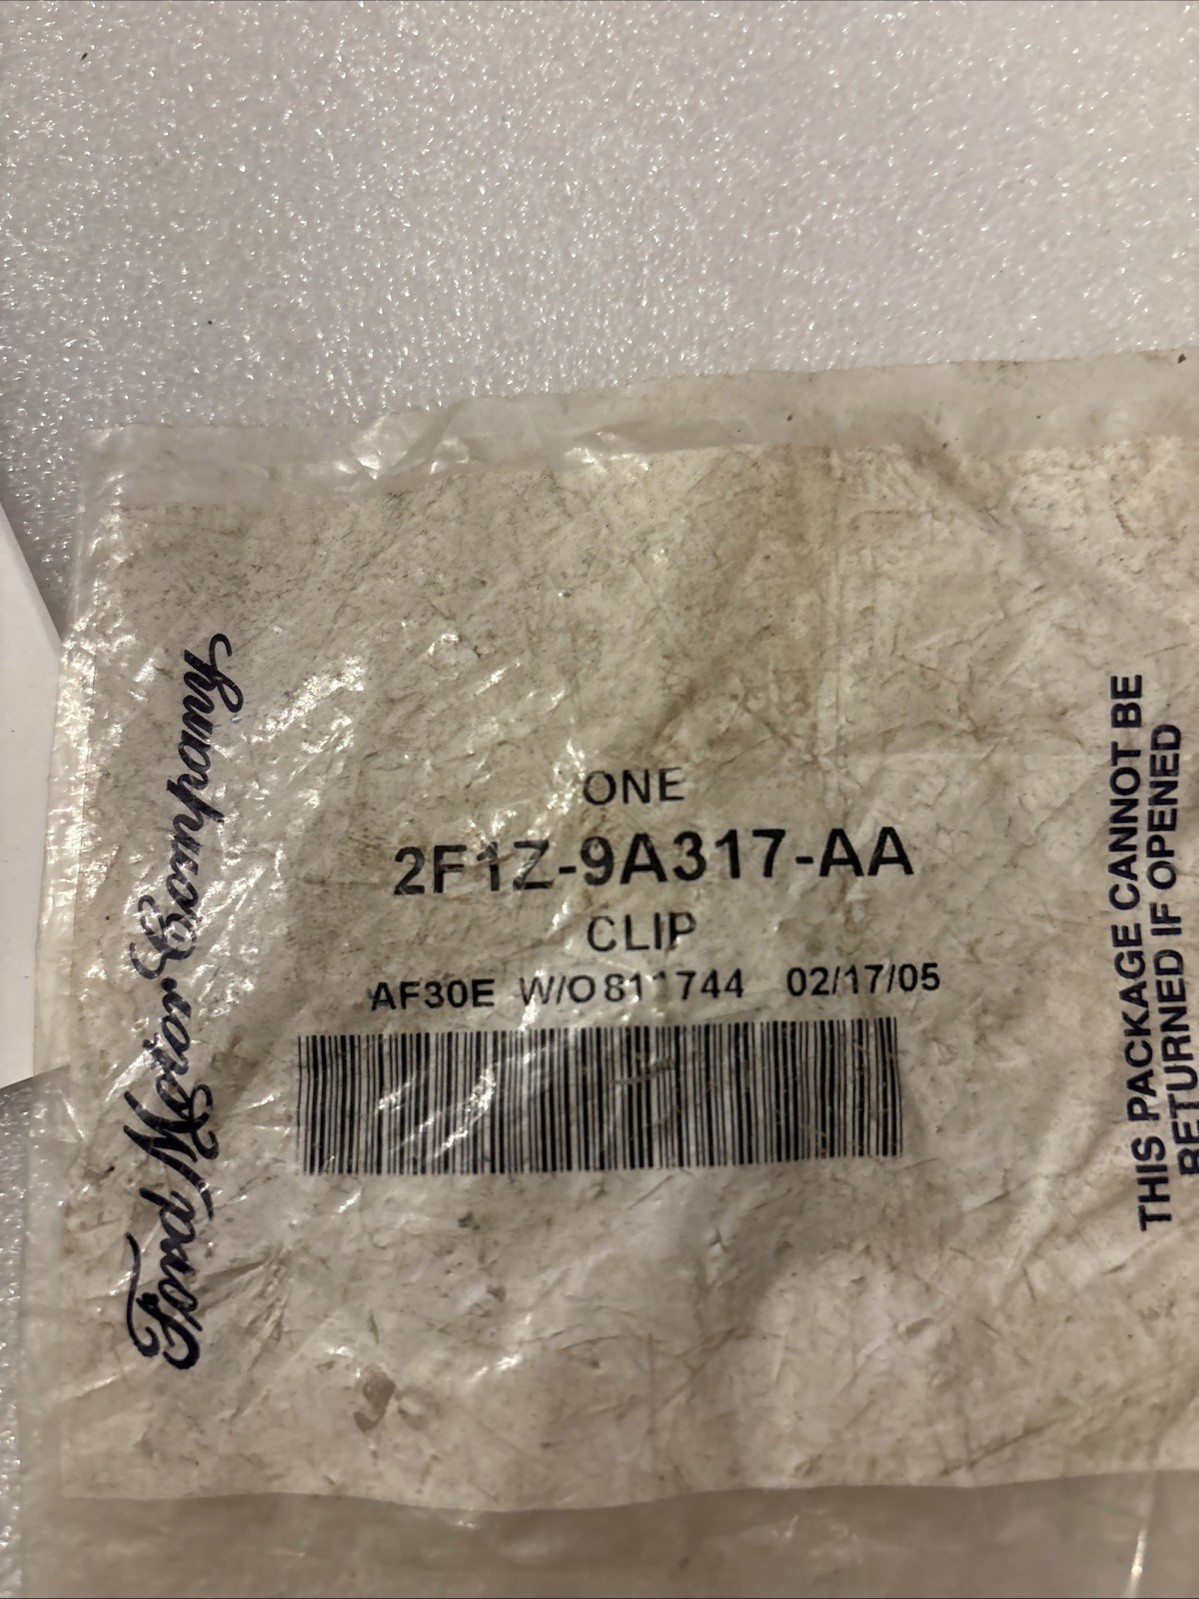 Ford Motor Company
ONE
2F1Z-9A317-AA
CLIP
AF30E W/O 811744 02/17/05
THIS PACKAGE CANNOT BE
RETURNED IF OPENED